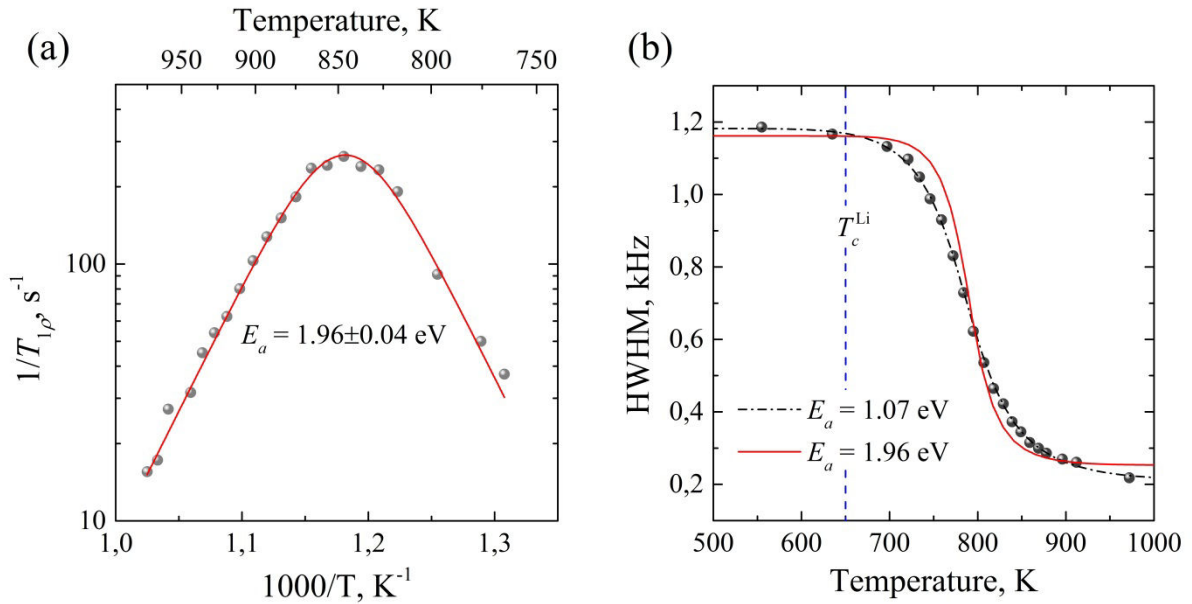 (a)
Temperature, K
950 900 850 800 750
100
10
1/T1ρ, s-1
Ea = 1.96±0.04 eV
1,0 1,1 1,2 1,3
1000/T, K-1
(b)
1,2
1,0
0,8
0,6
0,4
0,2
HWHM, kHz
TcLi
Ea = 1.07 eV
Ea = 1.96 eV
500 600 700 800 900 1000
Temperature, K